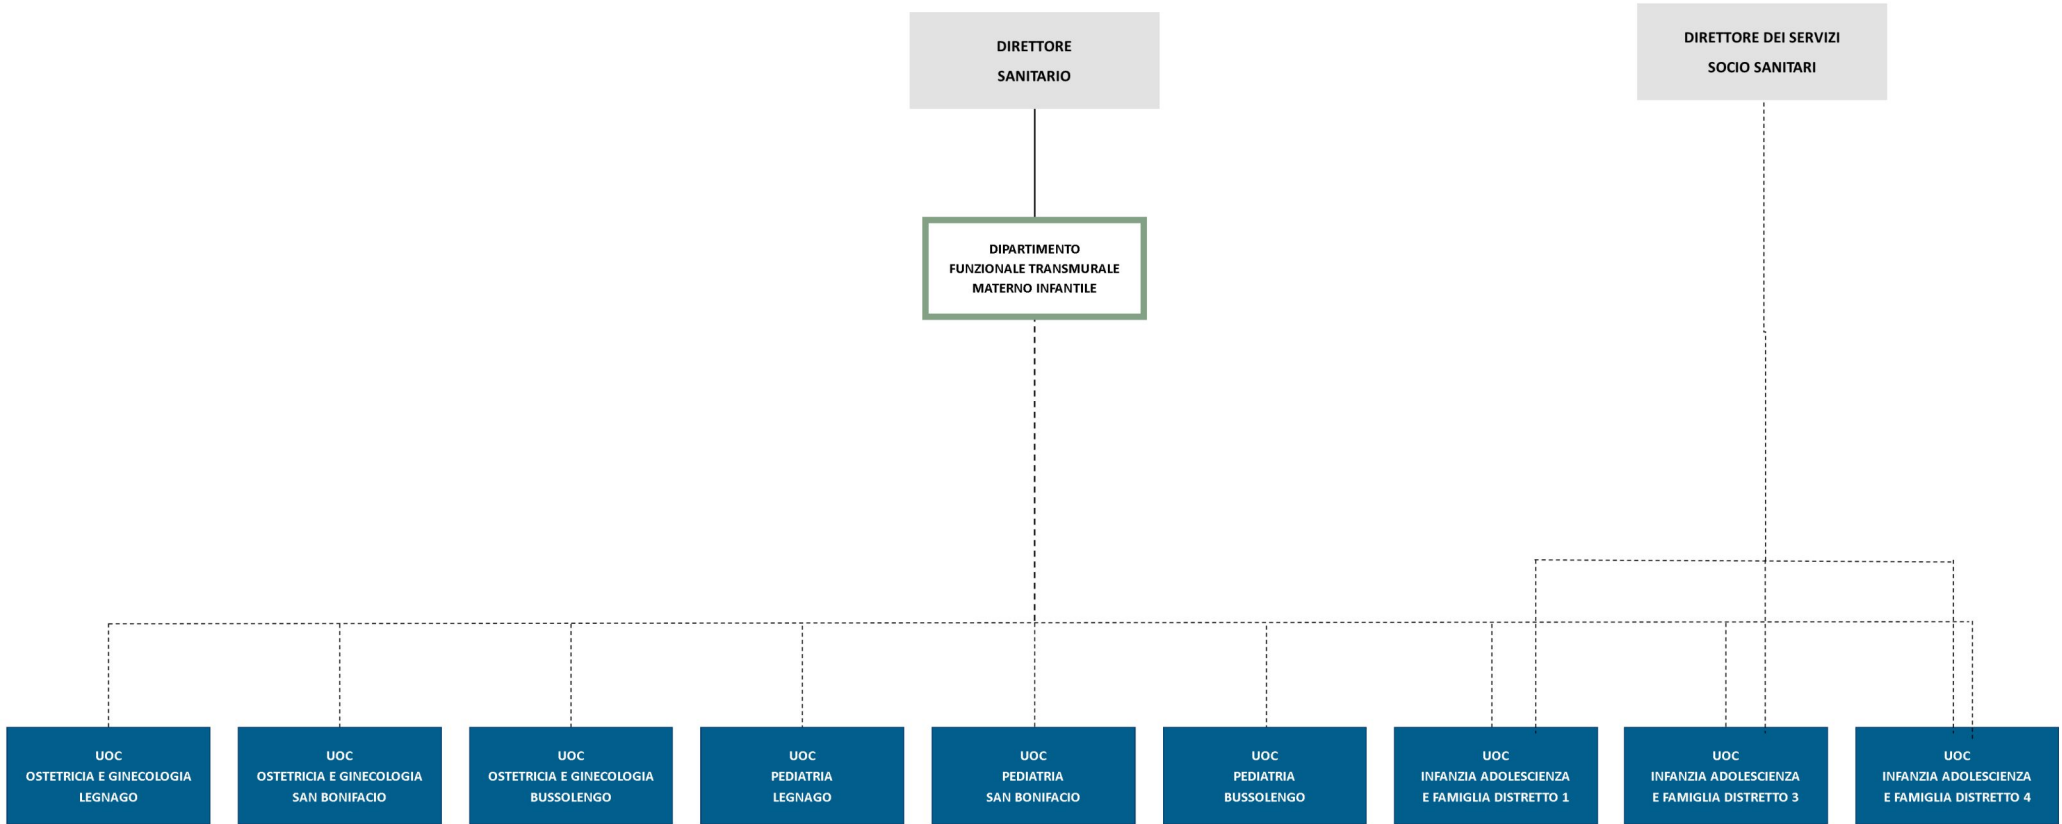 DIRETTORE
SANITARIO
DIRETTORE DEI SERVIZI
SOCIO SANITARI
DIPARTIMENTO
FUNZIONALE TRANSMURALE
MATERNO INFANTILE
UOC
OSTETRICIA E GINECOLOGIA
LEGNAGO
UOC
OSTETRICIA E GINECOLOGIA
SAN BONIFACIO
UOC
OSTETRICIA E GINECOLOGIA
BUSSOLENGO
UOC
PEDIATRIA
LEGNAGO
UOC
PEDIATRIA
SAN BONIFACIO
UOC
PEDIATRIA
BUSSOLENGO
UOC
INFANZIA ADOLESCIENZA
E FAMIGLIA DISTRETTO 1
UOC
INFANZIA ADOLESCIENZA
E FAMIGLIA DISTRETTO 3
UOC
INFANZIA ADOLESCIENZA
E FAMIGLIA DISTRETTO 4